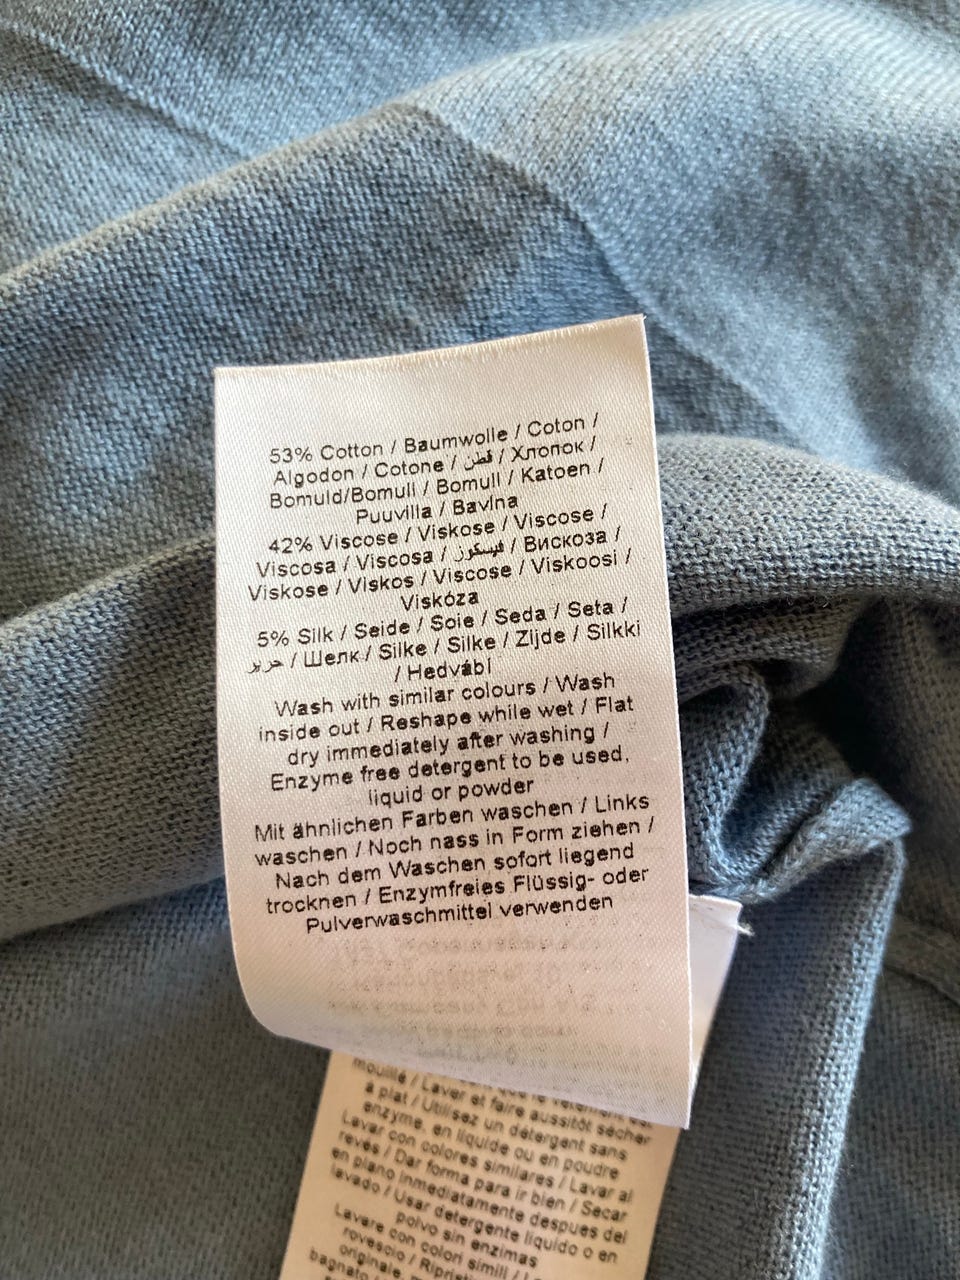 53% Cotton / Baumwolle / Coton /
Algodon / Cotone / قطن / Хлопок /
Bomuld/Bomull / Bomull / Katoen /
Puuvilla / Bavlna
42% Viscose / Viskose / Viscose /
Viscosa / Viscosa / فيسكوز / Вискоза /
Viskose / Viskos / Viscose / Viskoosi /
Viskóza
5% Silk / Seide / Soie / Seda / Seta /
حرير / Шелк / Silke / Silke / Zijde / Silkki
/ Hedvábí
Wash with similar colours / Wash
inside out / Reshape while wet / Flat
dry immediately after washing /
Enzyme free detergent to be used,
liquid or powder
Mit ähnlichen Farben waschen / Links
waschen / Noch nass in Form ziehen /
Nach dem Waschen sofort liegend
trocknen / Enzymfreies Flüssig- oder
Pulverwaschmittel verwenden
mouillé / Laver et faire aussitôt sécher
à plat / Utilisez un détergent sans
enzyme, en liquide ou en poudre
Lavar con colores similares / Lavar al
reves / Dar forma para ir bien / Secar
en plano inmediatamente despues del
lavado / Usar detergente liquido o en
polvo sin enzimas
Lavare con colori simili / La
rovescio / Ripristi
originale
bagnato /